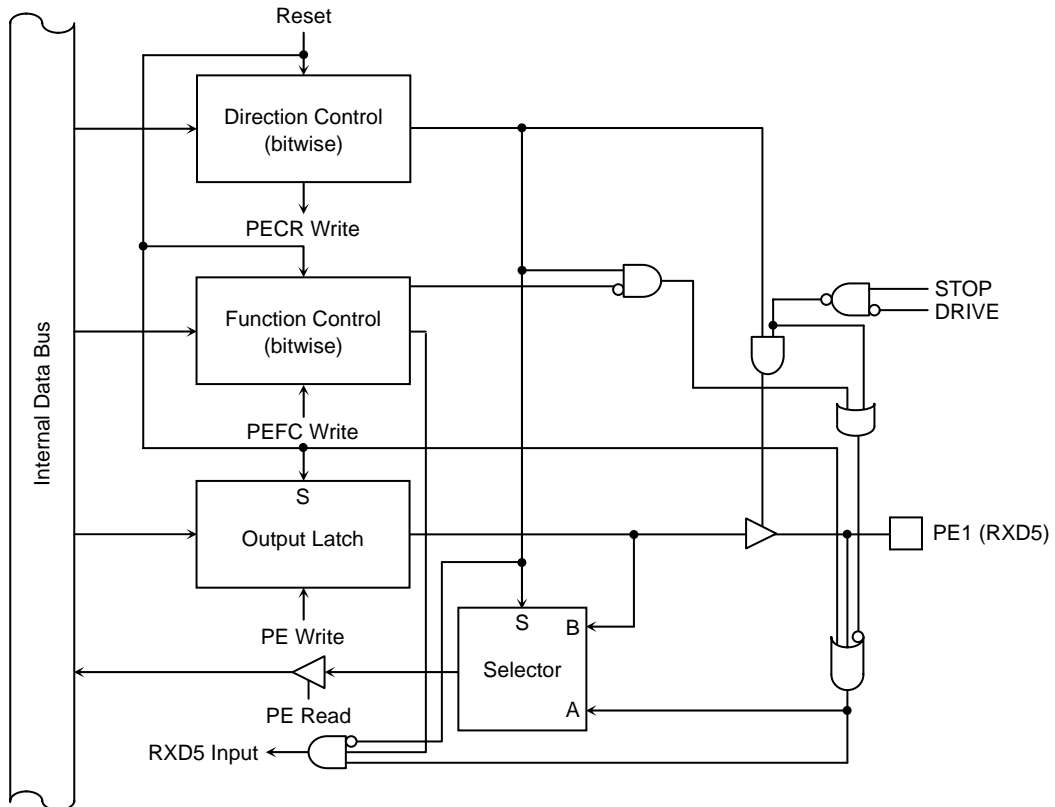 Reset
Direction Control
(bitwise)
PECR Write
Internal Data Bus
Function Control
(bitwise)
PEFC Write
STOP
DRIVE
S
Output Latch
PE1 (RXD5)
PE Write
S
B
Selector
A
PE Read
RXD5 Input